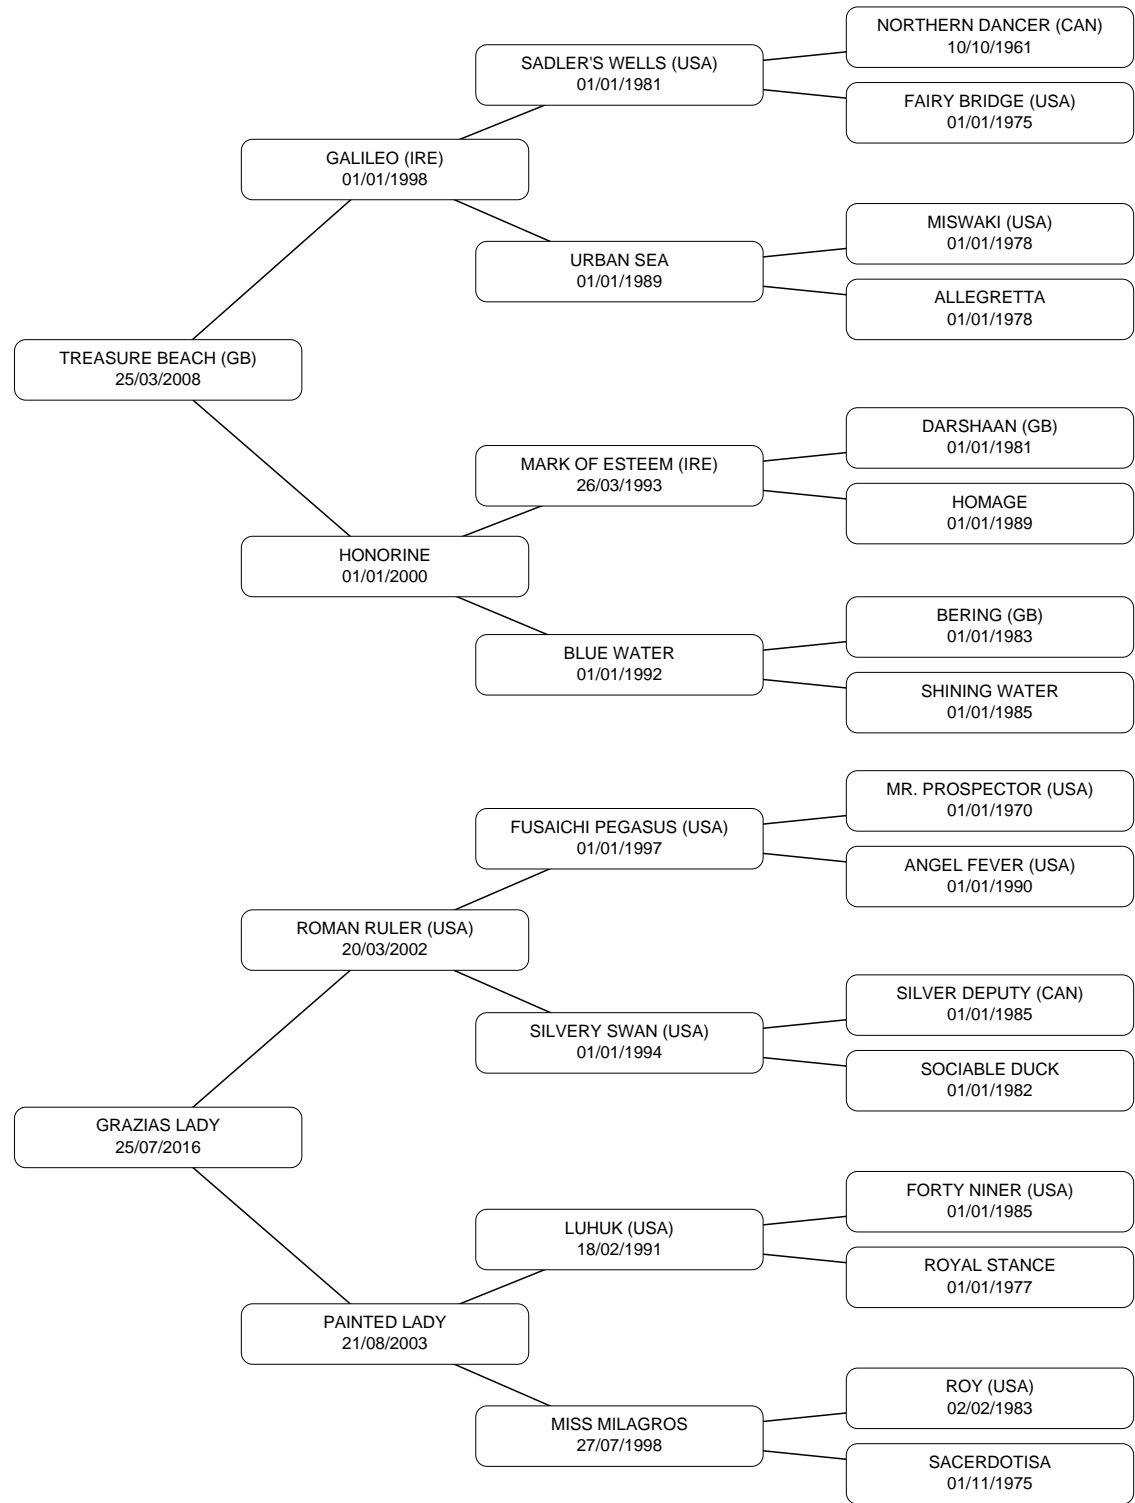 NORTHERN DANCER (CAN)
10/10/1961
SADLER'S WELLS (USA)
01/01/1981
FAIRY BRIDGE (USA)
01/01/1975
GALILEO (IRE)
01/01/1998
MISWAKI (USA)
01/01/1978
URBAN SEA
01/01/1989
ALLEGRETTA
01/01/1978
TREASURE BEACH (GB)
25/03/2008
DARSHAAN (GB)
01/01/1981
MARK OF ESTEEM (IRE)
26/03/1993
HOMAGE
01/01/1989
HONORINE
01/01/2000
BERING (GB)
01/01/1983
BLUE WATER
01/01/1992
SHINING WATER
01/01/1985
MR. PROSPECTOR (USA)
01/01/1970
FUSAICHI PEGASUS (USA)
01/01/1997
ANGEL FEVER (USA)
01/01/1990
ROMAN RULER (USA)
20/03/2002
SILVER DEPUTY (CAN)
01/01/1985
SILVERY SWAN (USA)
01/01/1994
SOCIABLE DUCK
01/01/1982
GRAZIAS LADY
25/07/2016
FORTY NINER (USA)
01/01/1985
LUHUK (USA)
18/02/1991
ROYAL STANCE
01/01/1977
PAINTED LADY
21/08/2003
ROY (USA)
02/02/1983
MISS MILAGROS
27/07/1998
SACERDOTISA
01/11/1975